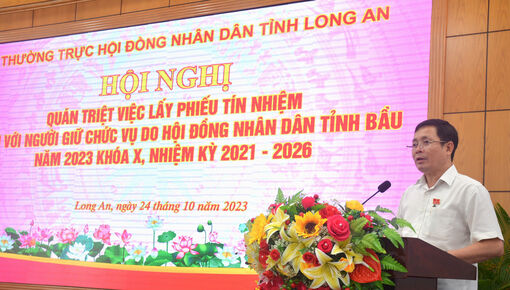 THƯỜNG TRỰC HỘI ĐỒNG NHÂN DÂN TỈNH LONG AN
HỘI NGHỊ
QUÁN TRIỆT VIỆC LẤY PHIẾU TÍN NHIỆM
VỚI NGƯỜI GIỮ CHỨC VỤ DO HỘI ĐỒNG NHÂN DÂN TỈNH BẦU
NĂM 2023 KHÓA X, NHIỆM KỲ 2021 - 2026
Long An, ngày 24 tháng 10 năm 2023